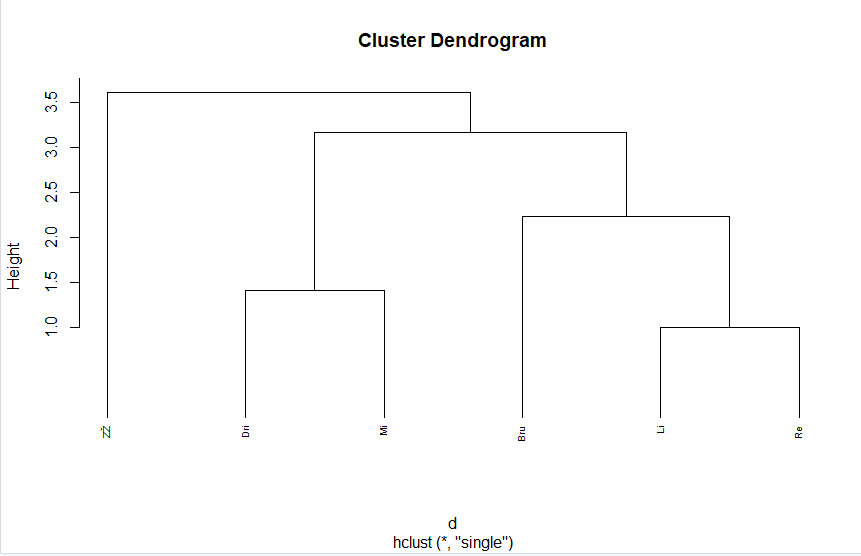 Cluster Dendrogram
Height
3.5
3.0
2.5
2.0
1.5
1.0
ZŽ
Dri
Mi
Bru
Li
Re
d
hclust (*, "single")